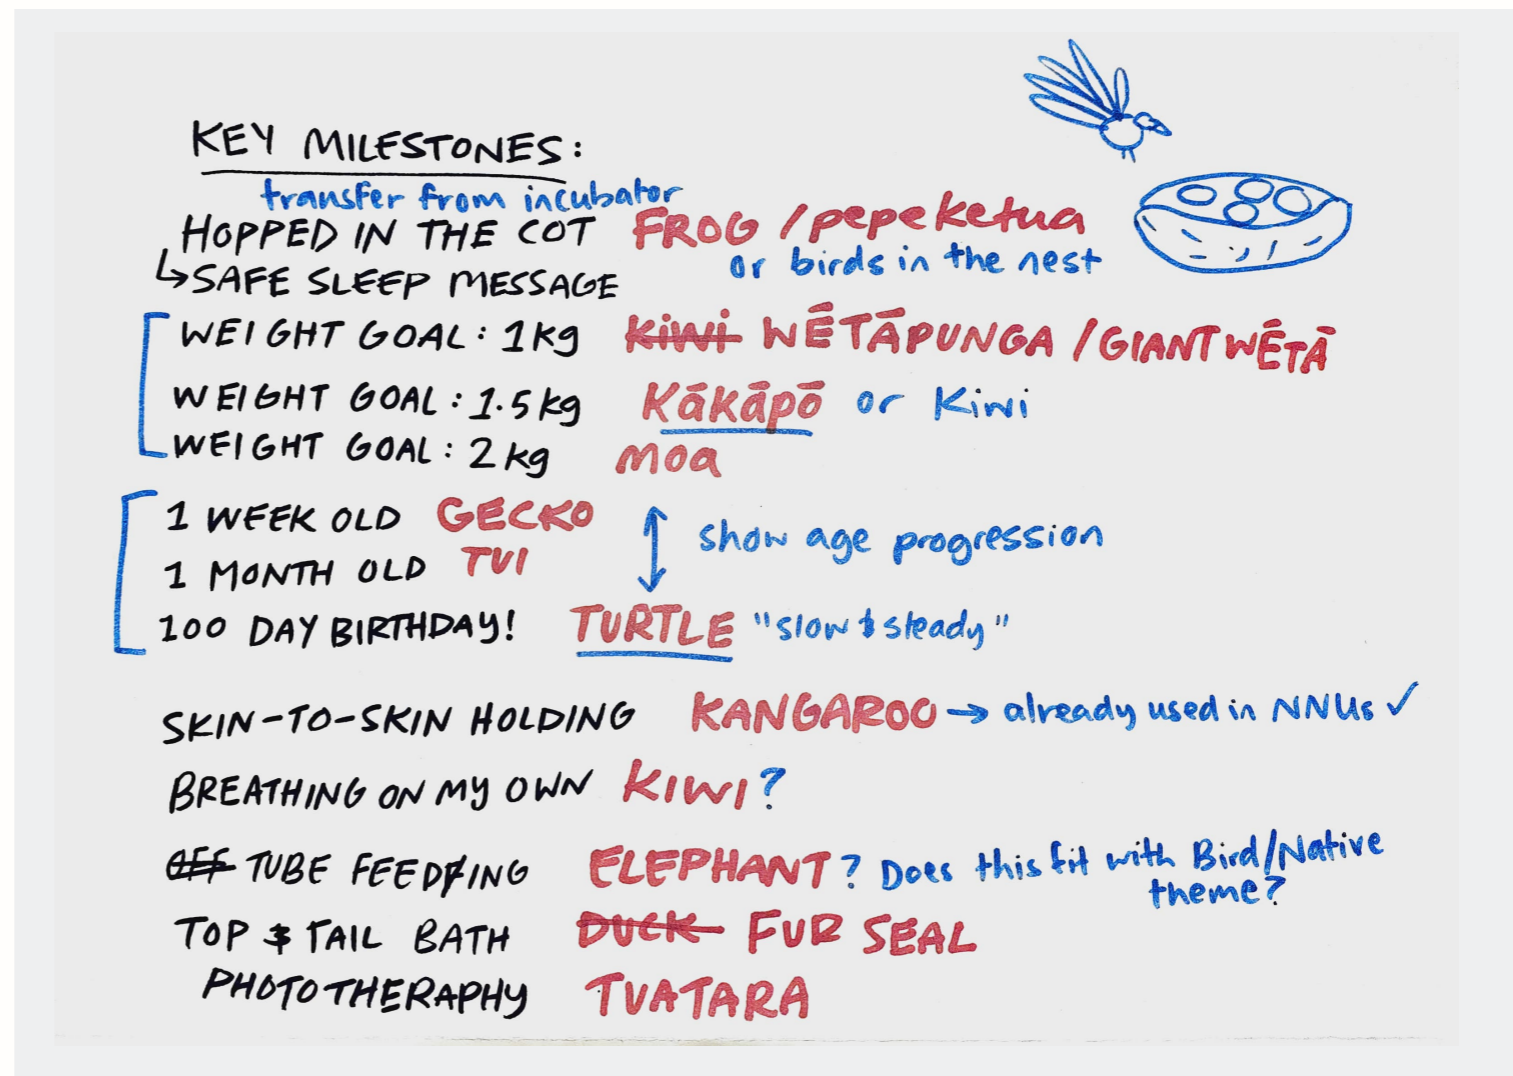 KEY MILESTONES:
transfer from incubator
HOPPED IN THE COT FROG / pepeketua
or birds in the nest
↳ SAFE SLEEP MESSAGE
WEIGHT GOAL: 1kg kiwi WĒTĀPUNGA / GIANT WĒTĀ
WEIGHT GOAL: 1.5kg Kākāpō or Kiwi
WEIGHT GOAL: 2kg moa
1 WEEK OLD GECKO
show age progression
1 MONTH OLD TUI
100 DAY BIRTHDAY! TURTLE "slow & steady"
SKIN-TO-SKIN HOLDING KANGAROO → already used in NNUs ✓
BREATHING ON MY OWN KIWI?
OFF TUBE FEEDING ELEPHANT? Does this fit with Bird/Native
theme?
TOP & TAIL BATH DUCK FUR SEAL
PHOTOTHERAPHY TUATARA